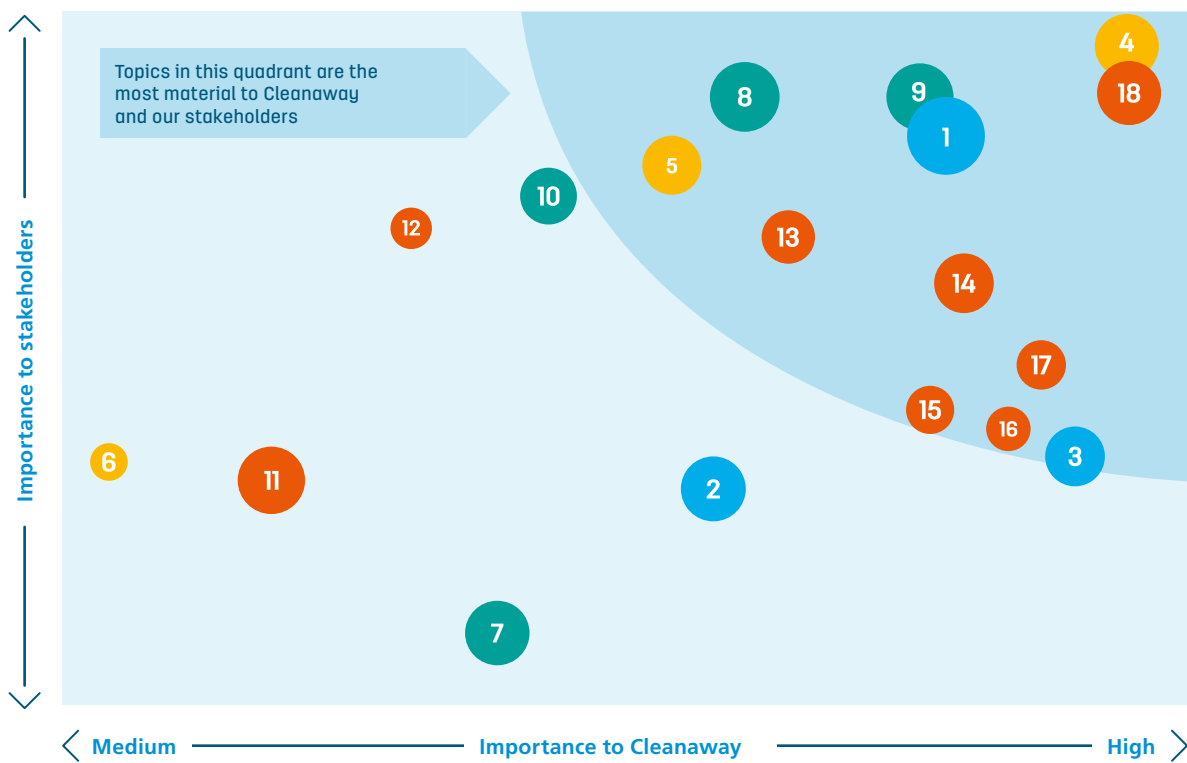 Topics in this quadrant are the
most material to Cleanaway
and our stakeholders
4
18
8
9
1
5
10
12
13
14
17
15
16
3
6
11
2
7
Importance to stakeholders
Medium
Importance to Cleanaway
High